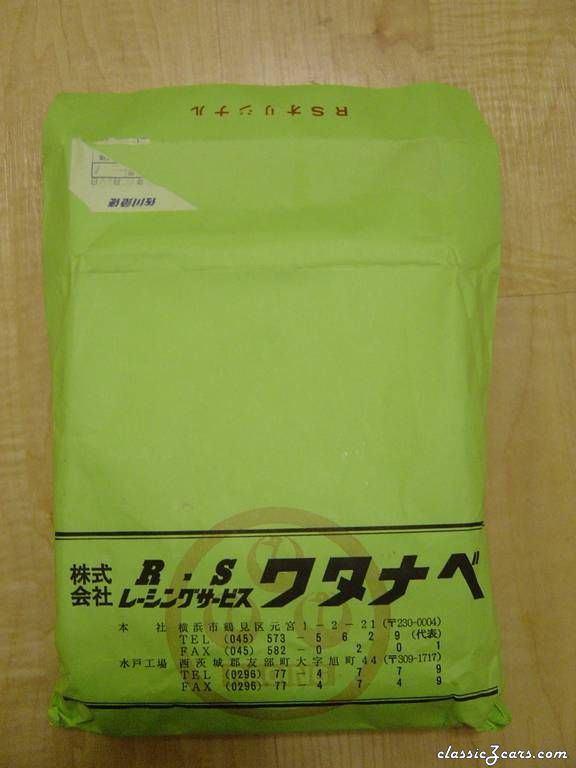 RSオリジナル
佐川急便
株式会社 R.S レーシングサービス ワタナベ
本　社　横浜市鶴見区元宮1-2-21(〒230-0004)
TEL (045) 573-5629(代表)
FAX (045) 582-0201
水戸工場　西茨城郡友部町大字旭町44(〒309-1717)
TEL (0296) 77-4779
FAX (0296) 77-4749
classiczcars.com